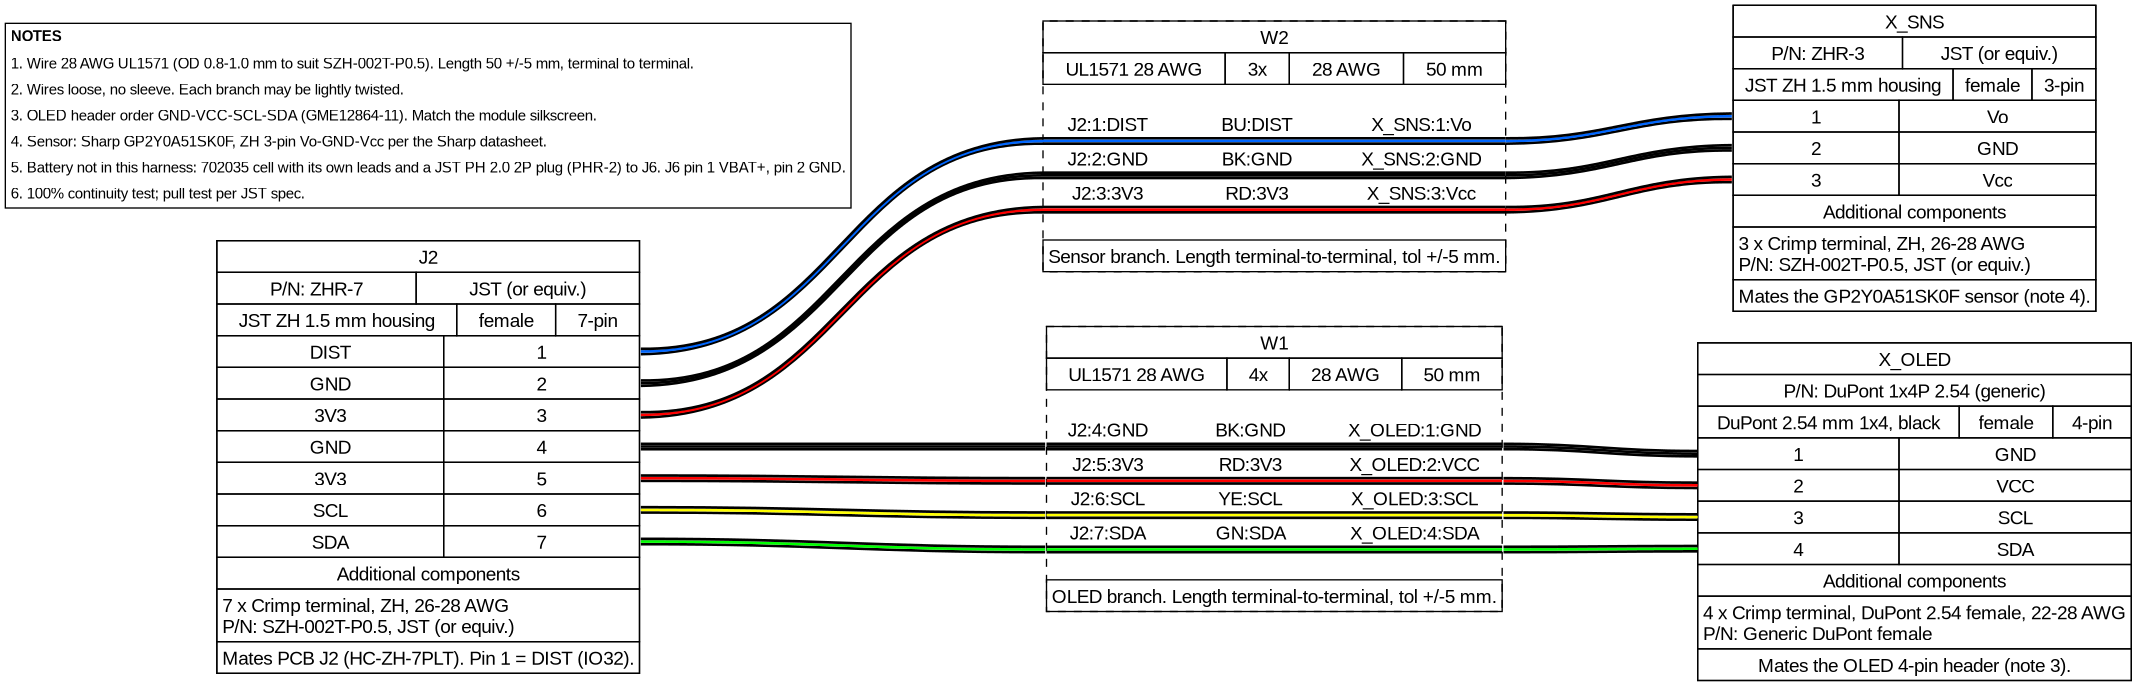 NOTES
1. Wire 28 AWG UL1571 (OD 0.8-1.0 mm to suit SZH-002T-P0.5). Length 50 +/-5 mm, terminal to terminal.
2. Wires loose, no sleeve. Each branch may be lightly twisted.
3. OLED header order GND-VCC-SCL-SDA (GME12864-11). Match the module silkscreen.
4. Sensor: Sharp GP2Y0A51SK0F, ZH 3-pin Vo-GND-Vcc per the Sharp datasheet.
5. Battery not in this harness: 702035 cell with its own leads and a JST PH 2.0 2P plug (PHR-2) to J6. J6 pin 1 VBAT+, pin 2 GND.
6. 100% continuity test; pull test per JST spec.
J2
P/N: ZHR-7 JST (or equiv.)
JST ZH 1.5 mm housing female 7-pin
DIST 1
GND 2
3V3 3
GND 4
3V3 5
SCL 6
SDA 7
Additional components
7 x Crimp terminal, ZH, 26-28 AWG
P/N: SZH-002T-P0.5, JST (or equiv.)
Mates PCB J2 (HC-ZH-7PLT). Pin 1 = DIST (IO32).
W2
UL1571 28 AWG 3x 28 AWG 50 mm
J2:1:DIST BU:DIST X_SNS:1:Vo
J2:2:GND BK:GND X_SNS:2:GND
J2:3:3V3 RD:3V3 X_SNS:3:Vcc
Sensor branch. Length terminal-to-terminal, tol +/-5 mm.
W1
UL1571 28 AWG 4x 28 AWG 50 mm
J2:4:GND BK:GND X_OLED:1:GND
J2:5:3V3 RD:3V3 X_OLED:2:VCC
J2:6:SCL YE:SCL X_OLED:3:SCL
J2:7:SDA GN:SDA X_OLED:4:SDA
OLED branch. Length terminal-to-terminal, tol +/-5 mm.
X_SNS
P/N: ZHR-3 JST (or equiv.)
JST ZH 1.5 mm housing female 3-pin
1 Vo
2 GND
3 Vcc
Additional components
3 x Crimp terminal, ZH, 26-28 AWG
P/N: SZH-002T-P0.5, JST (or equiv.)
Mates the GP2Y0A51SK0F sensor (note 4).
X_OLED
P/N: DuPont 1x4P 2.54 (generic)
DuPont 2.54 mm 1x4, black female 4-pin
1 GND
2 VCC
3 SCL
4 SDA
Additional components
4 x Crimp terminal, DuPont 2.54 female, 22-28 AWG
P/N: Generic DuPont female
Mates the OLED 4-pin header (note 3).